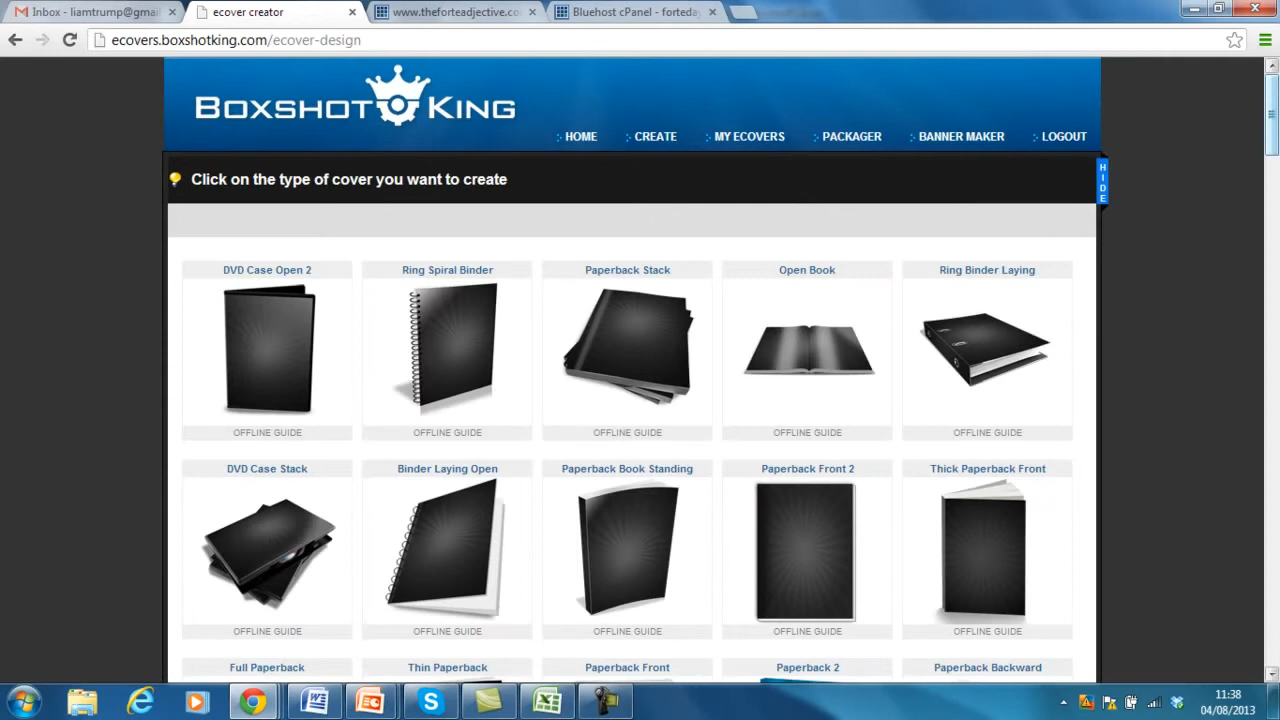 Inbox - liamtrump@gmai
ecover creator
www.theforteadjective.co
Bluehost cPanel - forteda
ecovers.boxshotking.com/ecover-design
BOXSHOT KING
HOME
CREATE
MY ECOVERS
PACKAGER
BANNER MAKER
LOGOUT
Click on the type of cover you want to create
HIDE
DVD Case Open 2
Ring Spiral Binder
Paperback Stack
Open Book
Ring Binder Laying
OFFLINE GUIDE
OFFLINE GUIDE
OFFLINE GUIDE
OFFLINE GUIDE
OFFLINE GUIDE
DVD Case Stack
Binder Laying Open
Paperback Book Standing
Paperback Front 2
Thick Paperback Front
OFFLINE GUIDE
OFFLINE GUIDE
OFFLINE GUIDE
OFFLINE GUIDE
OFFLINE GUIDE
Full Paperback
Thin Paperback
Paperback Front
Paperback 2
Paperback Backward
11:38
04/08/2013